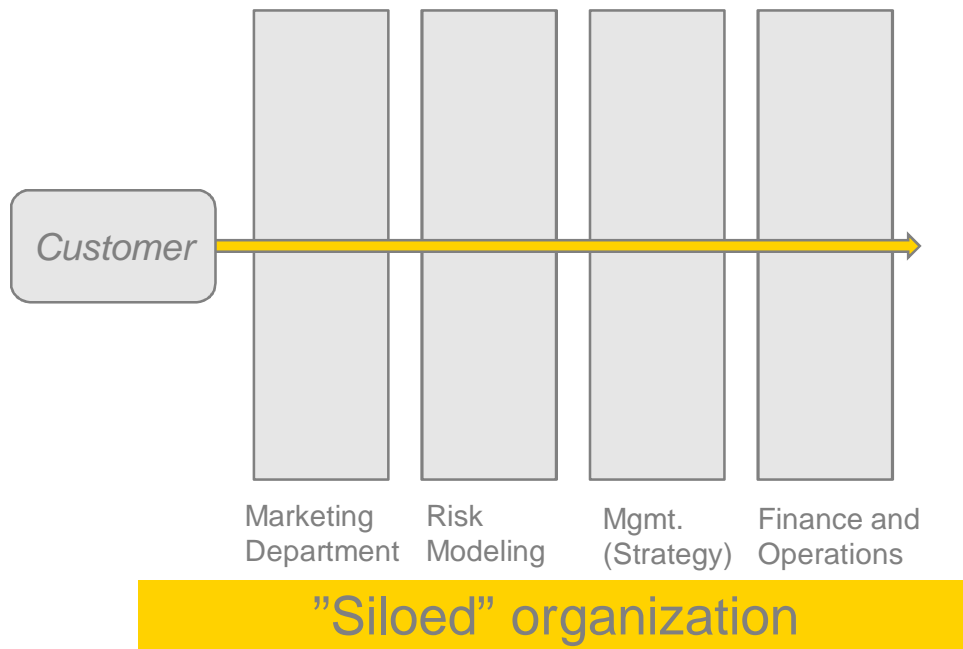 Customer
Marketing
Department
Risk
Modeling
Mgmt.
(Strategy)
Finance and
Operations
”Siloed” organization